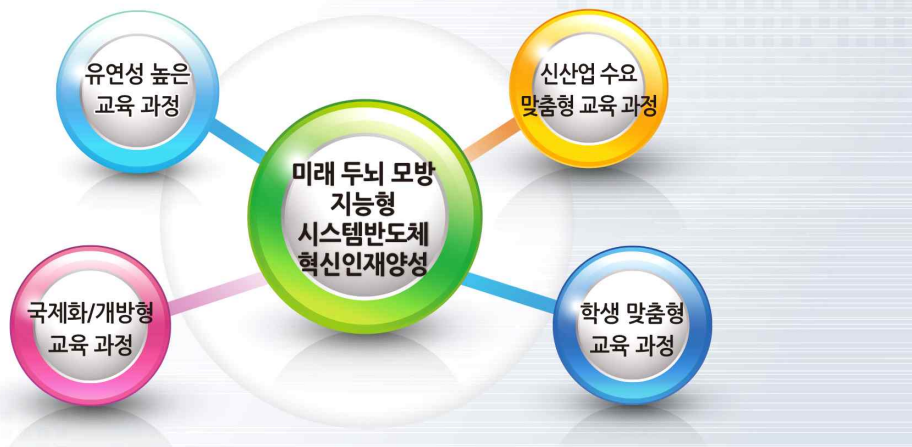 유연성 높은
교육 과정
신산업 수요
맞춤형 교육 과정
미래 두뇌 모방
지능형
시스템반도체
혁신인재양성
국제화/개방형
교육 과정
학생 맞춤형
교육 과정